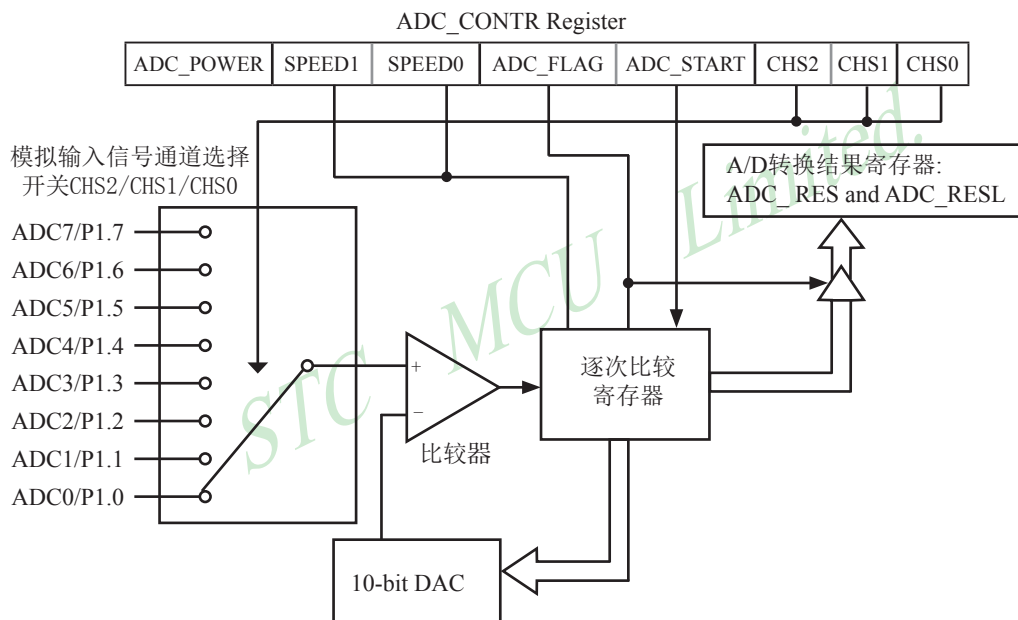 ADC_CONTR Register
ADC_POWER SPEED1 SPEED0 ADC_FLAG ADC_START CHS2 CHS1 CHS0
模拟输入信号通道选择
开关CHS2/CHS1/CHS0
A/D转换结果寄存器:
ADC_ RES and ADC_RESL
ADC7/P1.7
ADC6/P1.6
ADC5/P1.5
ADC4/P1.4
ADC3/P1.3
ADC2/P1.2
ADC1/P1.1
ADC0/P1.0
+
−
比较器
逐次比较
寄存器
10-bit DAC
STC MCU Limited.